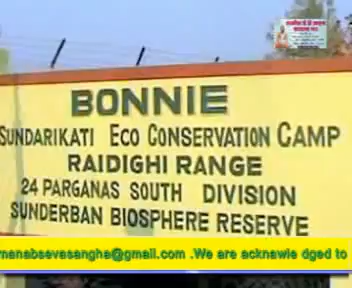 BONNIE
SUNDARIKATI ECO CONSERVATION CAMP
RAIDIGHI RANGE
24 PARGANAS SOUTH DIVISION
SUNDERBAN BIOSPHERE RESERVE
manabsevasangha@gmail.com .We are acknawle dged to